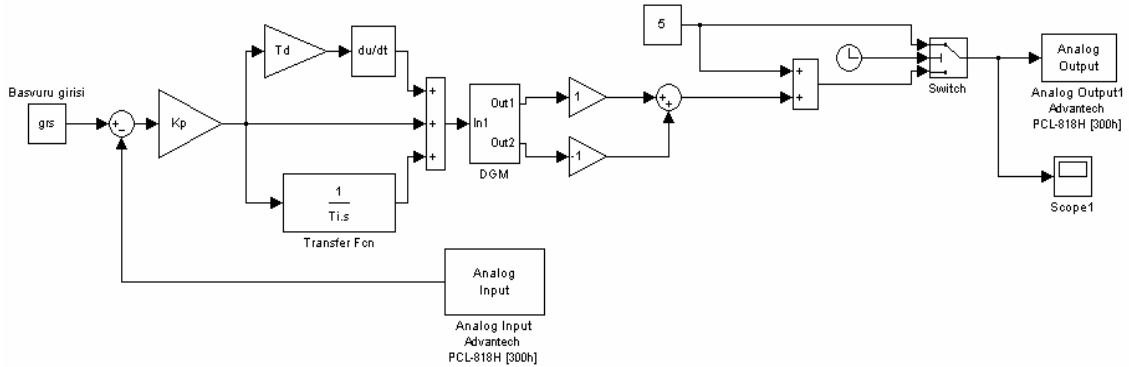 Td
du/dt
5
Switch
Analog
Output
Analog Output1
Advantech
PCL-818H [300h]
Basvuru girisi
grs
+
−
Kp
+
+
+
In1
Out1
Out2
DGM
1
-1
+
+
+
+
1
Ti.s
Transfer Fcn
Scope1
Analog
Input
Analog Input
Advantech
PCL-818H [300h]